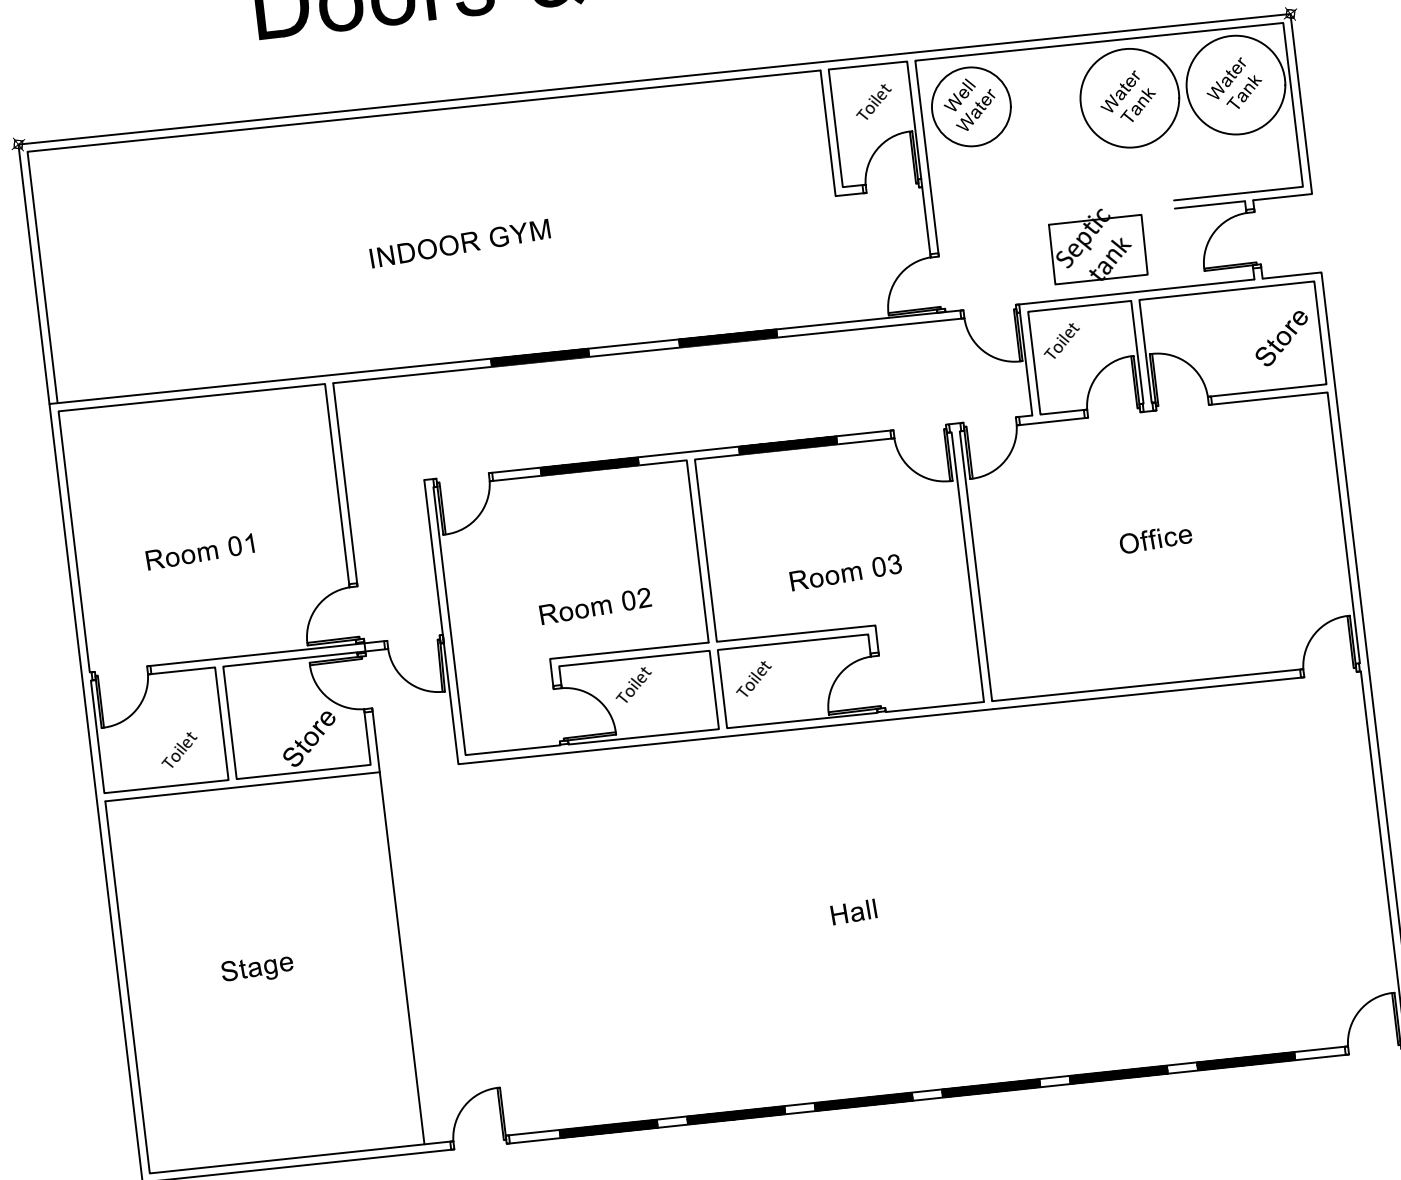 Doors &
Toilet
Well
Water
Water
Tank
Water
Tank
INDOOR GYM
Septic
tank
Toilet
Store
Room 01
Room 02
Room 03
Office
Toilet
Toilet
Toilet
Store
Hall
Stage